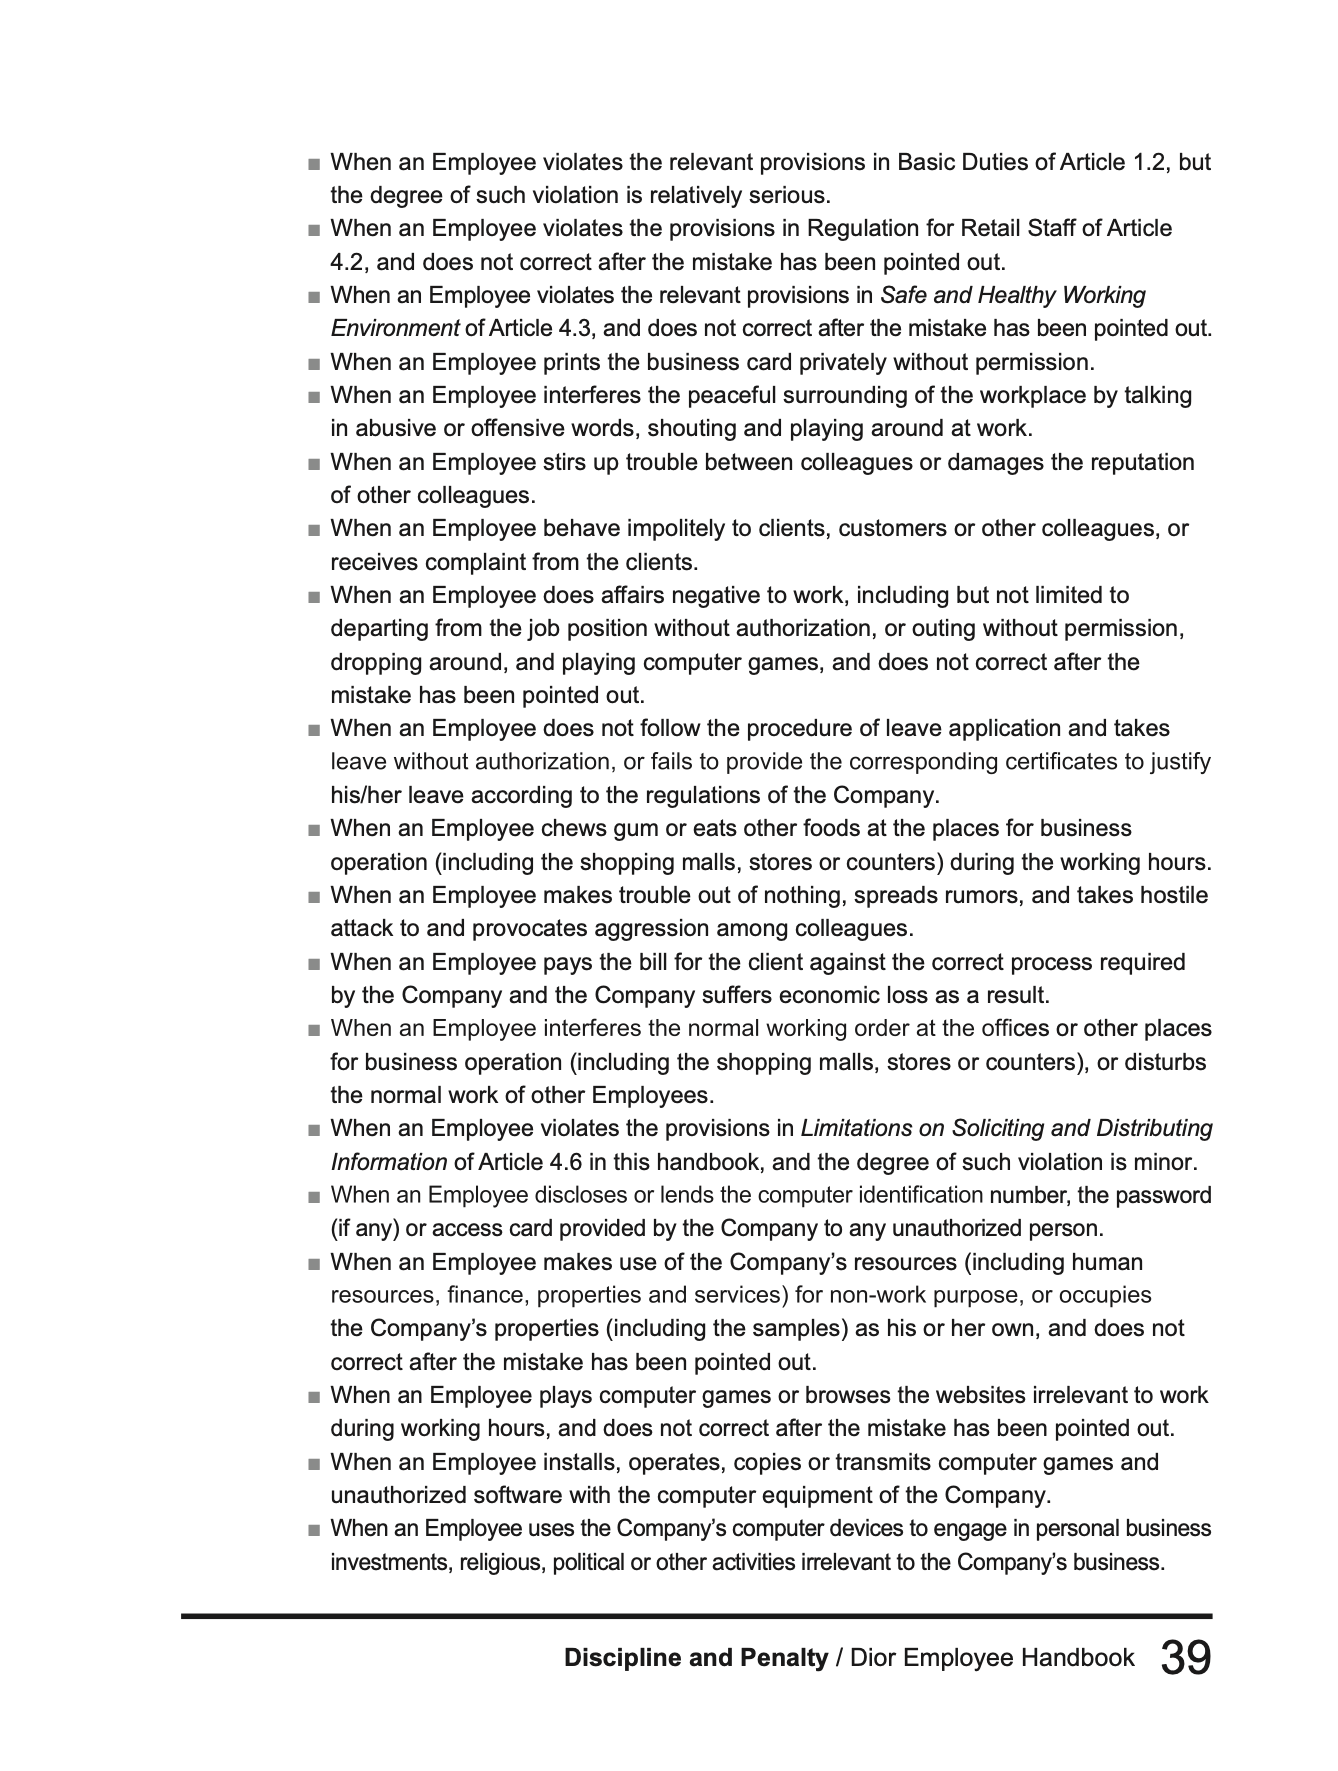 ■ When an Employee violates the relevant provisions in Basic Duties of Article 1.2, but
the degree of such violation is relatively serious.
■ When an Employee violates the provisions in Regulation for Retail Staff of Article
4.2, and does not correct after the mistake has been pointed out.
■ When an Employee violates the relevant provisions in Safe and Healthy Working
Environment of Article 4.3, and does not correct after the mistake has been pointed out.
■ When an Employee prints the business card privately without permission.
■ When an Employee interferes the peaceful surrounding of the workplace by talking
in abusive or offensive words, shouting and playing around at work.
■ When an Employee stirs up trouble between colleagues or damages the reputation
of other colleagues.
■ When an Employee behave impolitely to clients, customers or other colleagues, or
receives complaint from the clients.
■ When an Employee does affairs negative to work, including but not limited to
departing from the job position without authorization, or outing without permission,
dropping around, and playing computer games, and does not correct after the
mistake has been pointed out.
■ When an Employee does not follow the procedure of leave application and takes
leave without authorization, or fails to provide the corresponding certificates to justify
his/her leave according to the regulations of the Company.
■ When an Employee chews gum or eats other foods at the places for business
operation (including the shopping malls, stores or counters) during the working hours.
■ When an Employee makes trouble out of nothing, spreads rumors, and takes hostile
attack to and provocates aggression among colleagues.
■ When an Employee pays the bill for the client against the correct process required
by the Company and the Company suffers economic loss as a result.
■ When an Employee interferes the normal working order at the offices or other places
for business operation (including the shopping malls, stores or counters), or disturbs
the normal work of other Employees.
■ When an Employee violates the provisions in Limitations on Soliciting and Distributing
Information of Article 4.6 in this handbook, and the degree of such violation is minor.
■ When an Employee discloses or lends the computer identification number, the password
(if any) or access card provided by the Company to any unauthorized person.
■ When an Employee makes use of the Company’s resources (including human
resources, finance, properties and services) for non-work purpose, or occupies
the Company’s properties (including the samples) as his or her own, and does not
correct after the mistake has been pointed out.
■ When an Employee plays computer games or browses the websites irrelevant to work
during working hours, and does not correct after the mistake has been pointed out.
■ When an Employee installs, operates, copies or transmits computer games and
unauthorized software with the computer equipment of the Company.
■ When an Employee uses the Company’s computer devices to engage in personal business
investments, religious, political or other activities irrelevant to the Company’s business.
Discipline and Penalty / Dior Employee Handbook 39